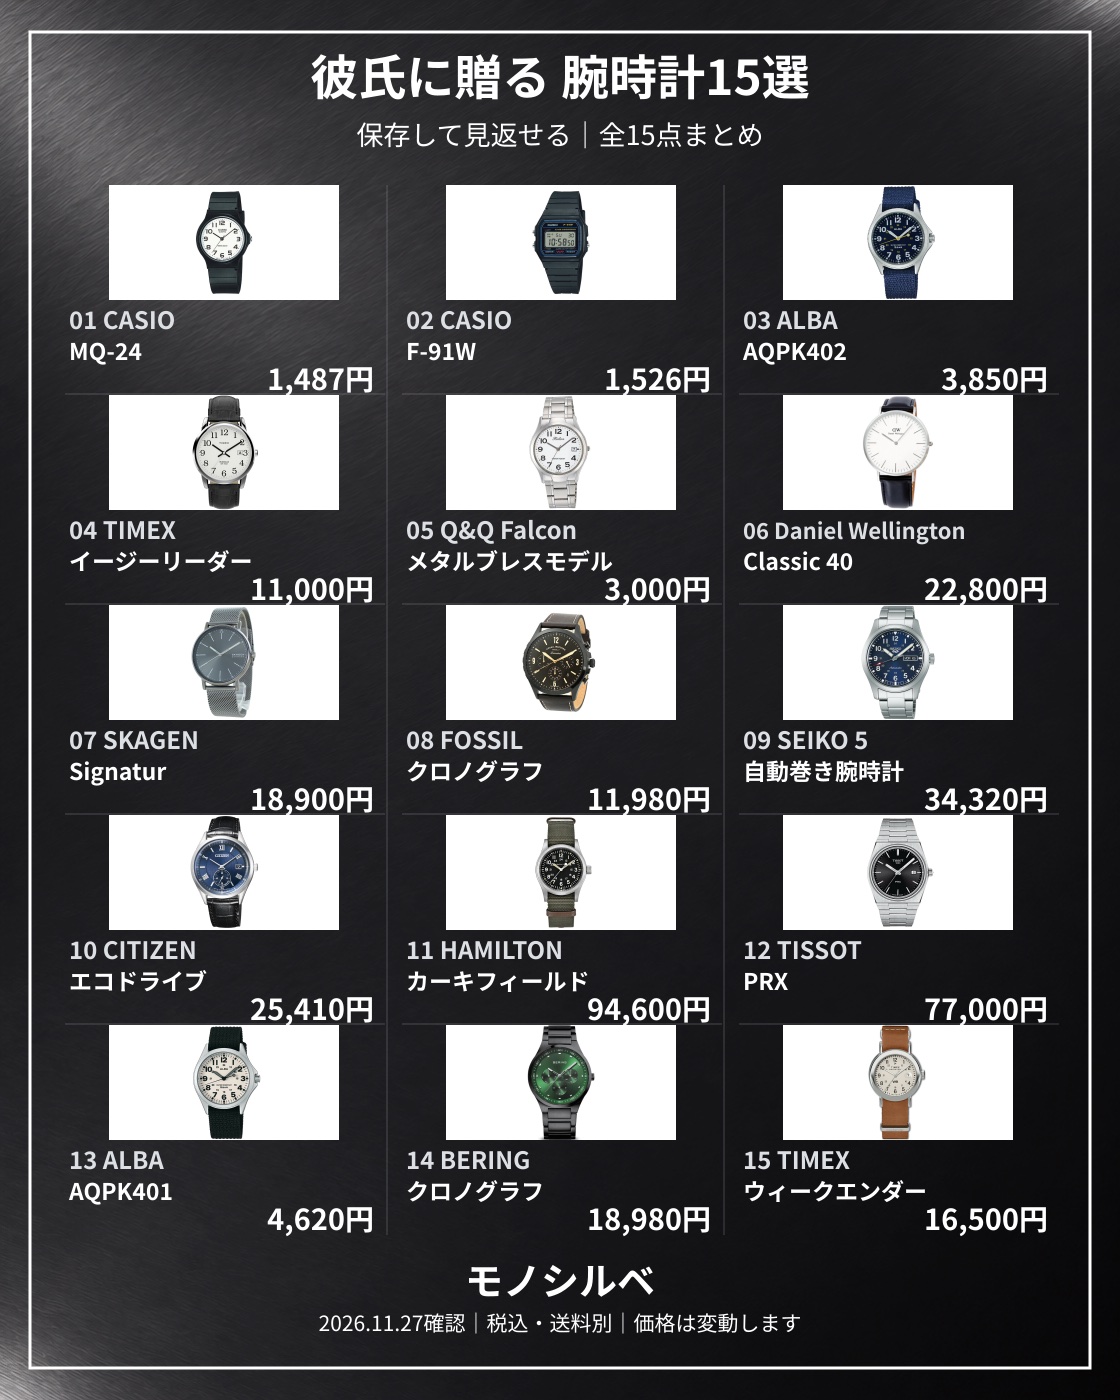 彼氏に贈る 腕時計15選
保存して見返せる｜全15点まとめ
01 CASIO
MQ-24
1,487円
02 CASIO
F-91W
1,526円
03 ALBA
AQPK402
3,850円
04 TIMEX
イージーリーダー
11,000円
05 Q&Q Falcon
メタルブレスモデル
3,000円
06 Daniel Wellington
Classic 40
22,800円
07 SKAGEN
Signatur
18,900円
08 FOSSIL
クロノグラフ
11,980円
09 SEIKO 5
自動巻き腕時計
34,320円
10 CITIZEN
エコドライブ
25,410円
11 HAMILTON
カーキフィールド
94,600円
12 TISSOT
PRX
77,000円
13 ALBA
AQPK401
4,620円
14 BERING
クロノグラフ
18,980円
15 TIMEX
ウィークエンダー
16,500円
モノシルベ
2026.11.27確認｜税込・送料別｜価格は変動します